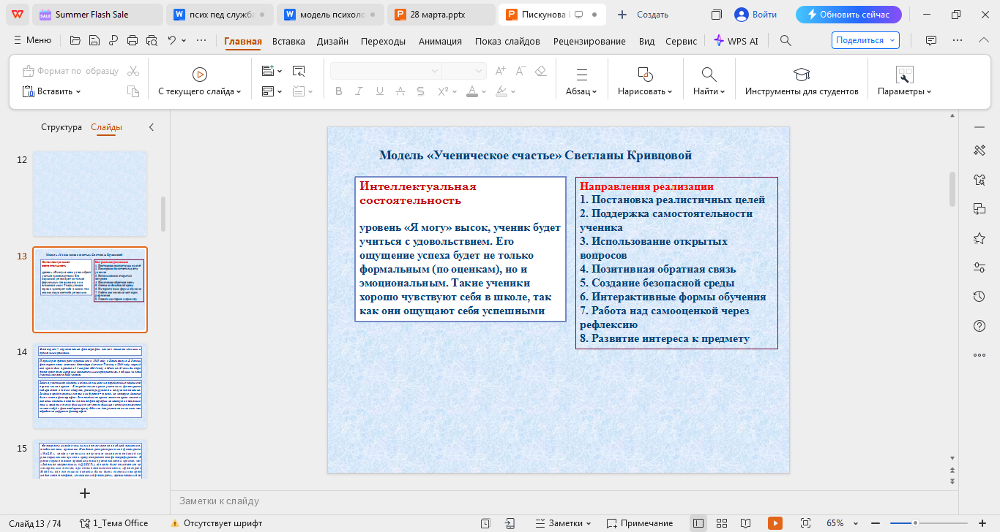 Summer Flash Sale
псих пед служба
модель психоло
28 марта.pptx
Пискунова
Создать
Войти
Обновить сейчас
Меню
Главная
Вставка
Дизайн
Переходы
Анимация
Показ слайдов
Рецензирование
Вид
Сервис
WPS AI
Поделиться
Формат по образцу
Вставить
С текущего слайда
Абзац
Нарисовать
Найти
Инструменты для студентов
Параметры
Структура
Слайды
12
13
14
15
Модель «Ученическое счастье» Светланы Кривцовой
Интеллектуальная
состоятельность
уровень «Я могу» высок, ученик будет
учиться с удовольствием. Его
ощущение успеха будет не только
формальным (по оценкам), но и
эмоциональным. Такие ученики
хорошо чувствуют себя в школе, так
как они ощущают себя успешными
Направления реализации
1. Постановка реалистичных целей
2. Поддержка самостоятельности
ученика
3. Использование открытых
вопросов
4. Позитивная обратная связь
5. Создание безопасной среды
6. Интерактивные формы обучения
7. Работа над самооценкой через
рефлексию
8. Развитие интереса к предмету
Заметки к слайду
Слайд 13 / 74
1_Тема Office
Отсутствует шрифт
Заметки
Примечание
65%